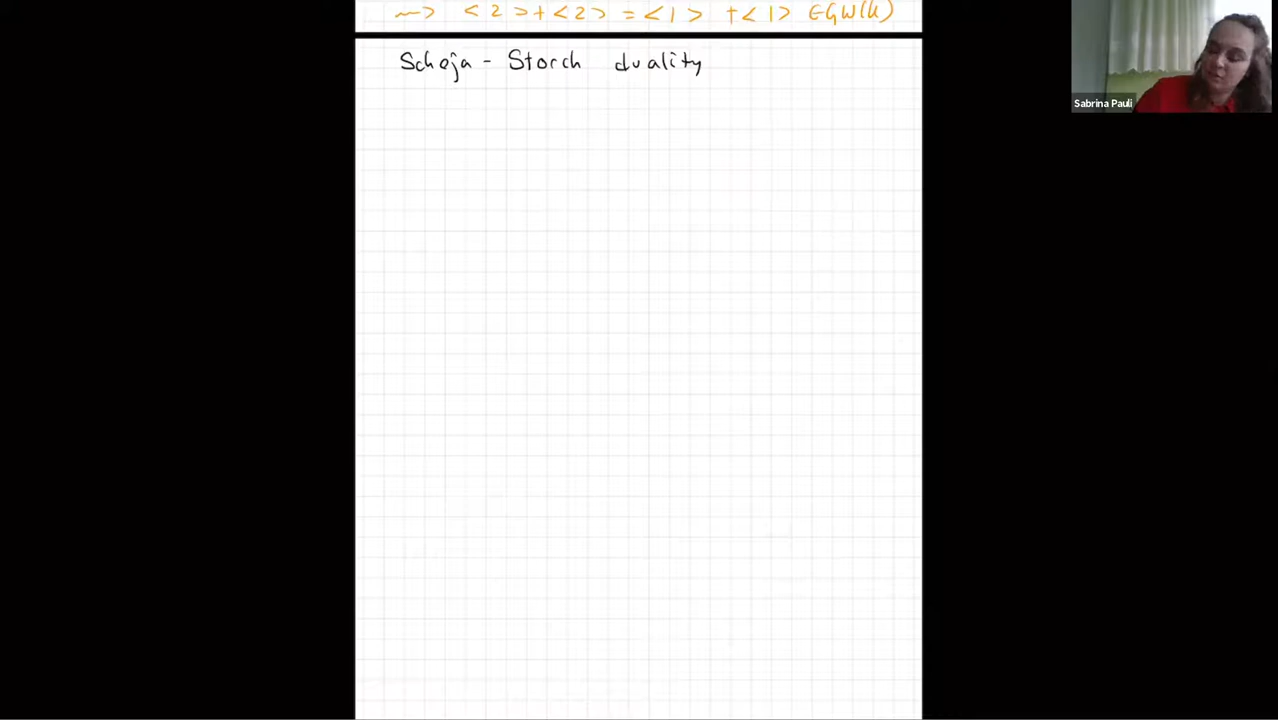 ~~> < 2 > + < 2 > = < 1 > + < 1 > ∈ GW(k)
Scheja - Storch duality
Sabrina Pauli